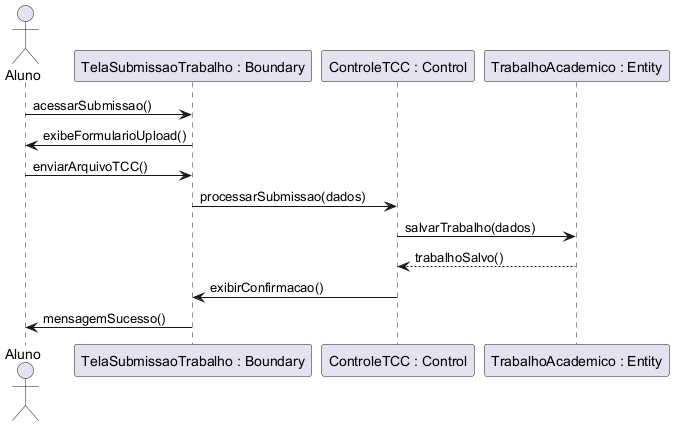 Aluno
TelaSubmissaoTrabalho : Boundary
ControleTCC : Control
TrabalhoAcademico : Entity
acessarSubmissao()
exibeFormularioUpload()
enviarArquivoTCC()
processarSubmissao(dados)
salvarTrabalho(dados)
trabalhoSalvo()
exibirConfirmacao()
mensagemSucesso()
Aluno
TelaSubmissaoTrabalho : Boundary
ControleTCC : Control
TrabalhoAcademico : Entity